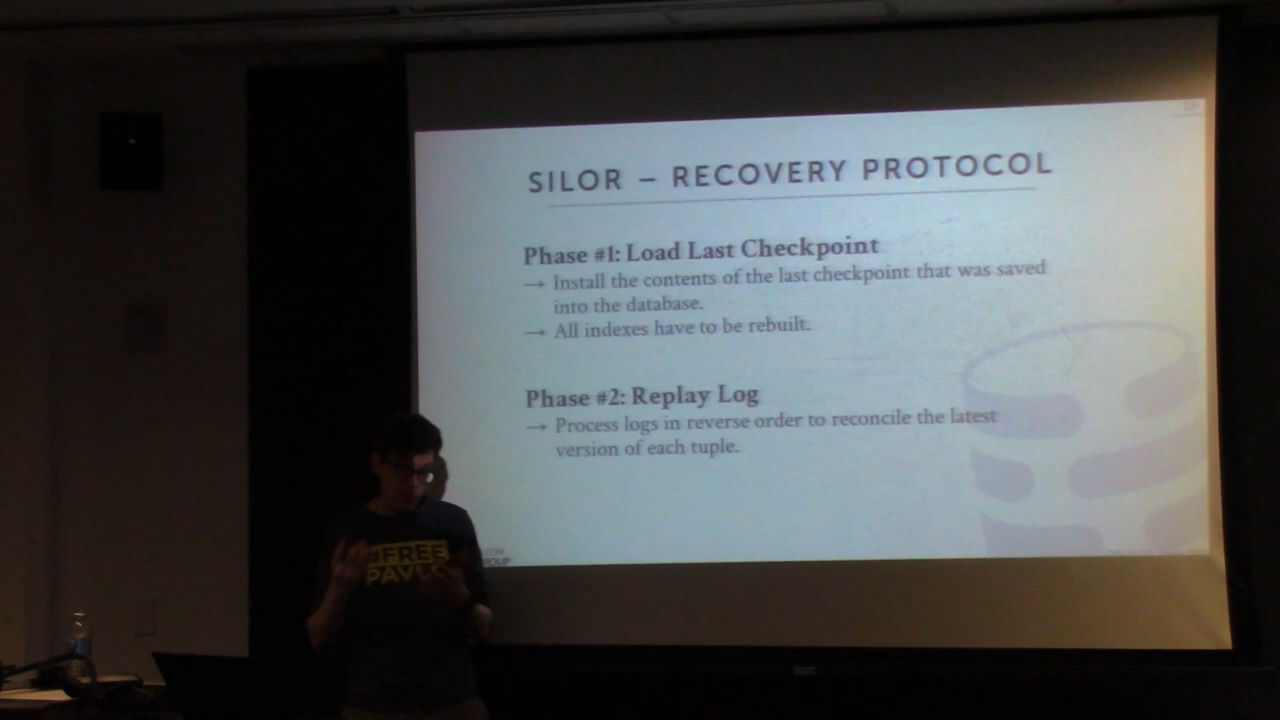 SILOR – RECOVERY PROTOCOL
Phase #1: Load Last Checkpoint
→ Install the contents of the last checkpoint that was saved
into the database.
→ All indexes have to be rebuilt.
Phase #2: Replay Log
→ Process logs in reverse order to reconcile the latest
version of each tuple.
#FREE
PAVLO